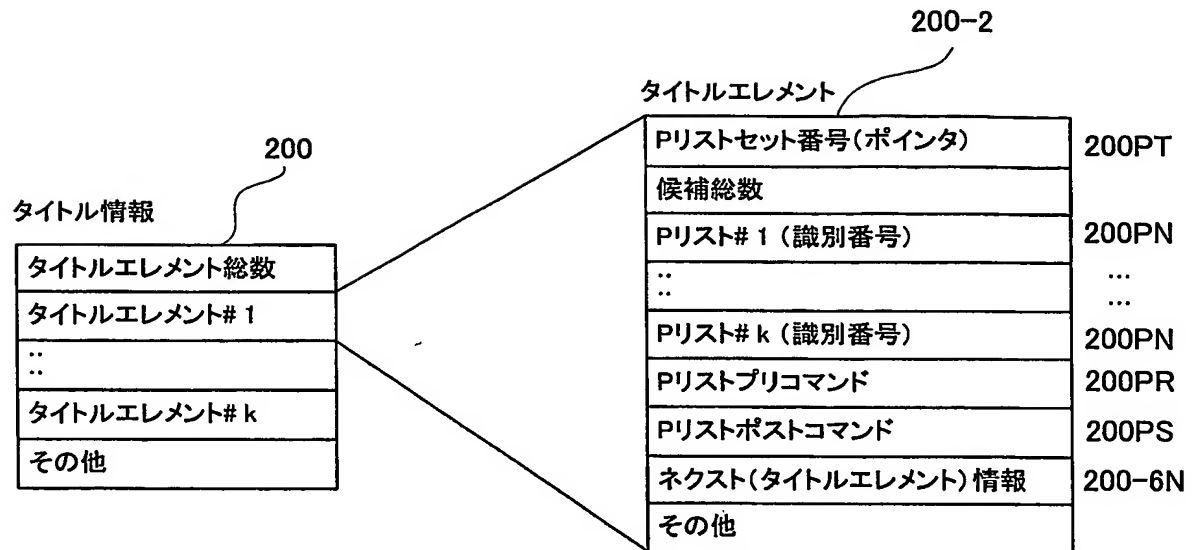 200
タイトル情報
タイトルエレメント総数
タイトルエレメント# 1
::
タイトルエレメント# k
その他
200-2
タイトルエレメント
Pリストセット番号(ポインタ) 200PT
候補総数
Pリスト# 1 (識別番号) 200PN
:: ...
...
Pリスト# k (識別番号) 200PN
Pリストプリコマンド 200PR
Pリストポストコマンド 200PS
ネクスト(タイトルエレメント)情報 200-6N
その他